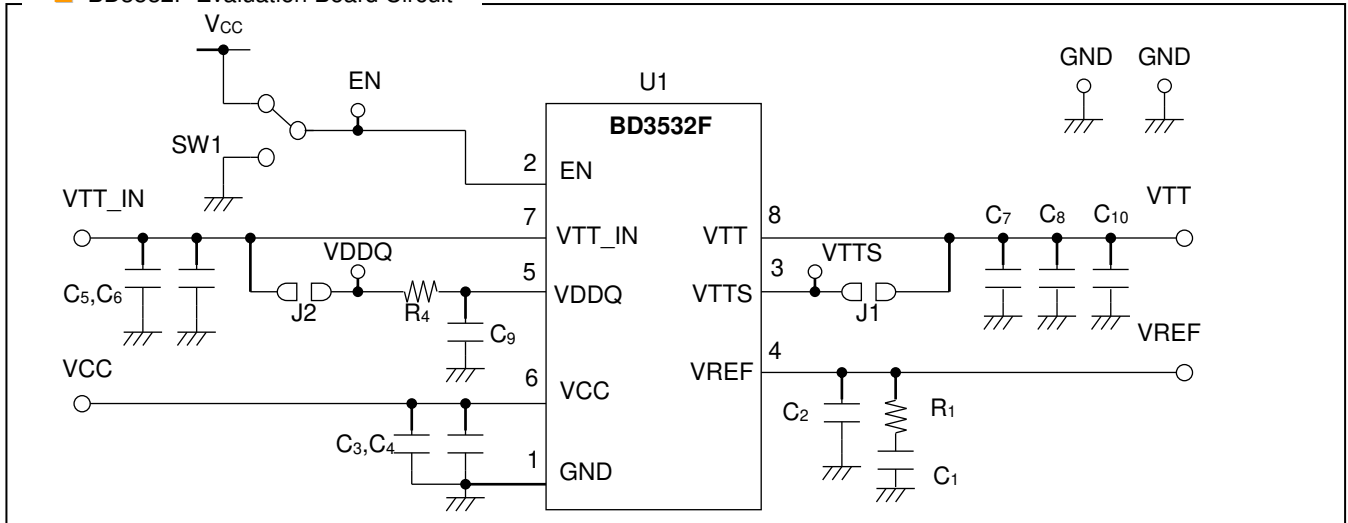 BD3532F Evaluation Board Circuit
VCC
EN
U1
GND GND
BD3532F
SW1
2 EN
VTT_IN
7 VTT_IN
VTT 8
C7 C8 C10
VTT
VDDQ
5 VDDQ
VTTS
3 VTTS
C5,C6
J2
R4
C9
J1
VREF
VCC
6 VCC
VREF 4
C2
R1
C3,C4
1 GND
C1